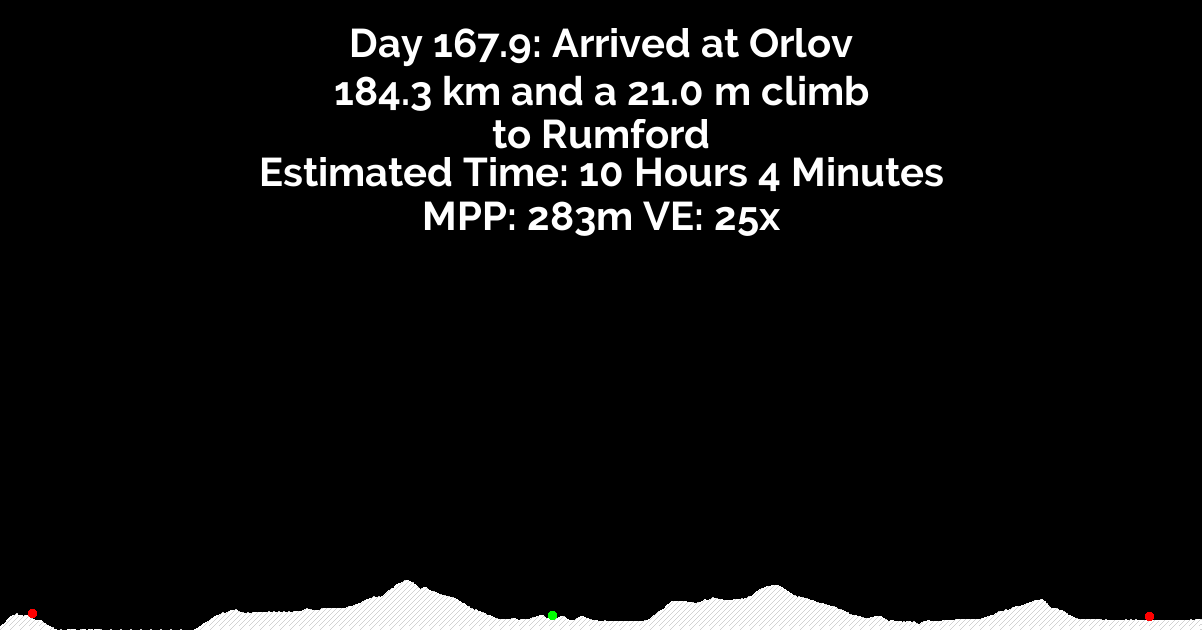 Day 167.9: Arrived at Orlov
184.3 km and a 21.0 m climb
to Rumford
Estimated Time: 10 Hours 4 Minutes
MPP: 283m VE: 25x